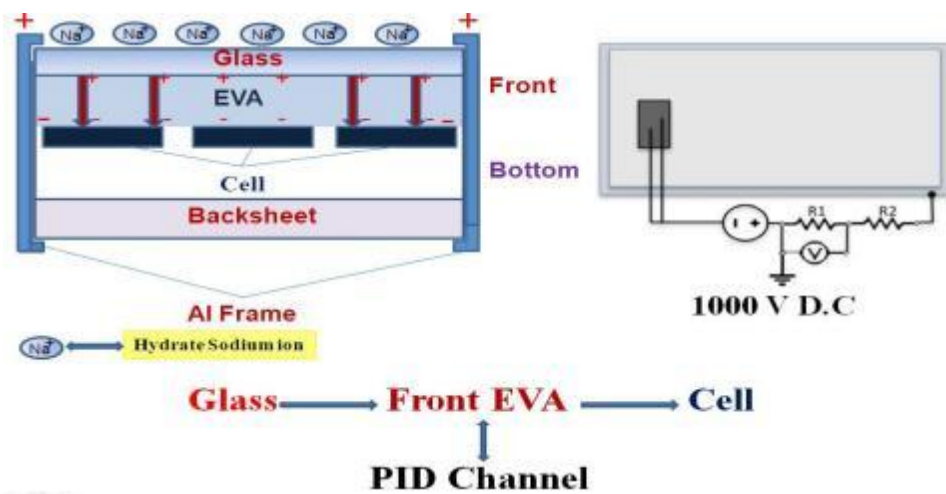 + Na+ Na+ Na+ Na+ Na+ Na+ +
Glass
+ + + + + +
EVA
- - - - - -
Cell
Backsheet
Al Frame
Na+ Hydrate Sodium ion
Front
Bottom
- +
R1 R2
V
1000 V D.C
Glass Front EVA Cell
PID Channel